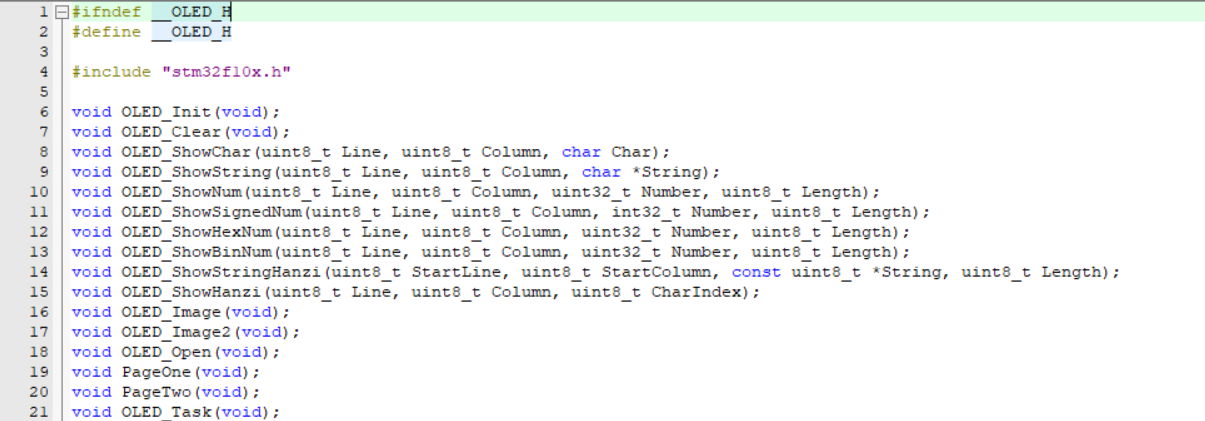 1 #ifndef __OLED_H
2 #define __OLED_H
3
4 #include "stm32f10x.h"
5
6 void OLED_Init(void);
7 void OLED_Clear(void);
8 void OLED_ShowChar(uint8_t Line, uint8_t Column, char Char);
9 void OLED_ShowString(uint8_t Line, uint8_t Column, char *String);
10 void OLED_ShowNum(uint8_t Line, uint8_t Column, uint32_t Number, uint8_t Length);
11 void OLED_ShowSignedNum(uint8_t Line, uint8_t Column, int32_t Number, uint8_t Length);
12 void OLED_ShowHexNum(uint8_t Line, uint8_t Column, uint32_t Number, uint8_t Length);
13 void OLED_ShowBinNum(uint8_t Line, uint8_t Column, uint32_t Number, uint8_t Length);
14 void OLED_ShowStringHanzi(uint8_t StartLine, uint8_t StartColumn, const uint8_t *String, uint8_t Length);
15 void OLED_ShowHanzi(uint8_t Line, uint8_t Column, uint8_t CharIndex);
16 void OLED_Image(void);
17 void OLED_Image2(void);
18 void OLED_Open(void);
19 void PageOne(void);
20 void PageTwo(void);
21 void OLED_Task(void);